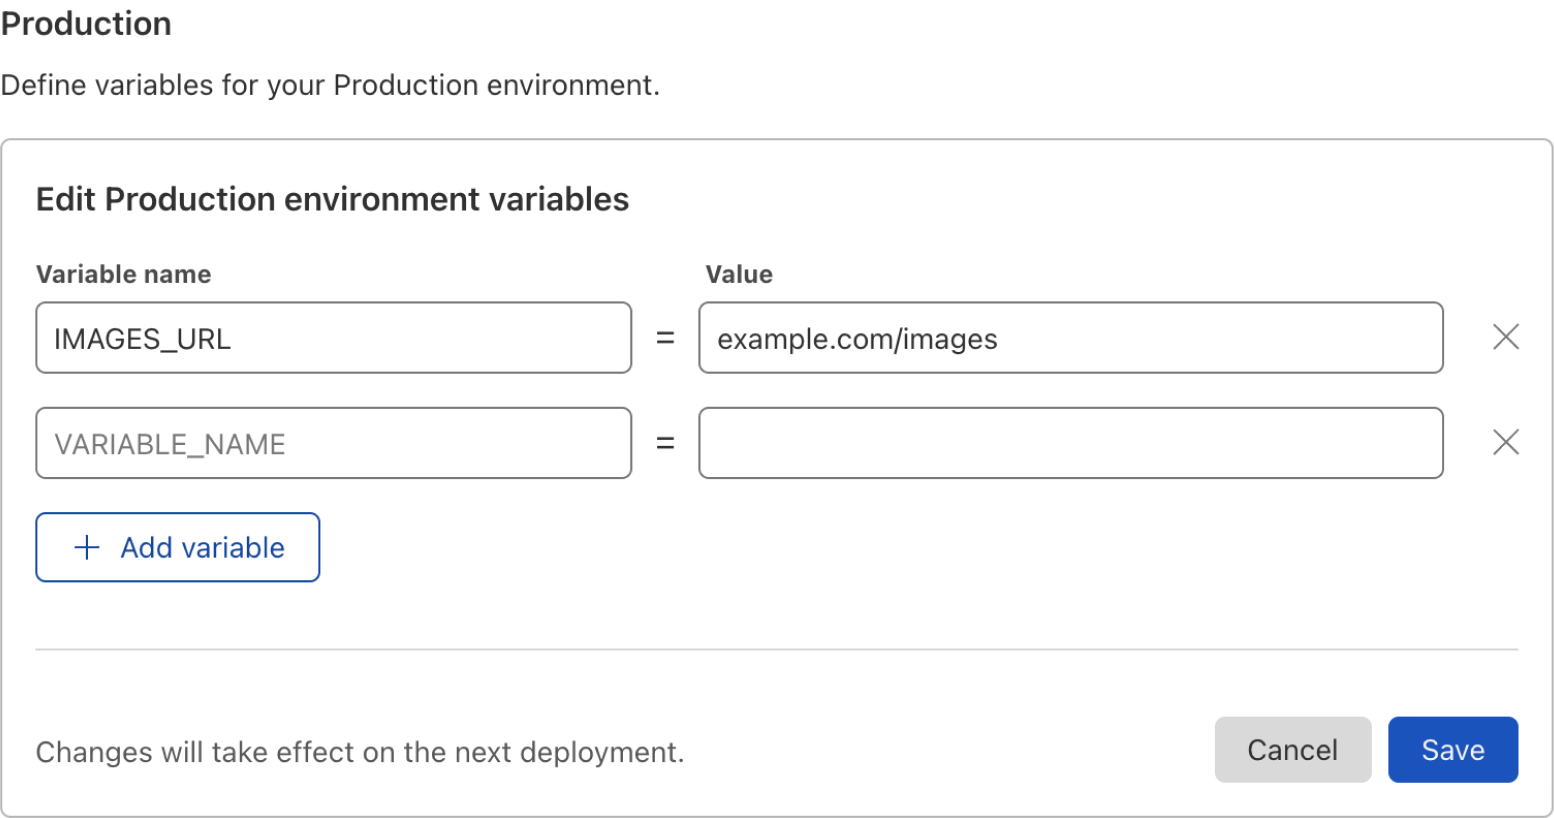 Production
Define variables for your Production environment.
Edit Production environment variables
Variable name Value
IMAGES_URL = example.com/images
VARIABLE_NAME =
+ Add variable
Changes will take effect on the next deployment. Cancel Save